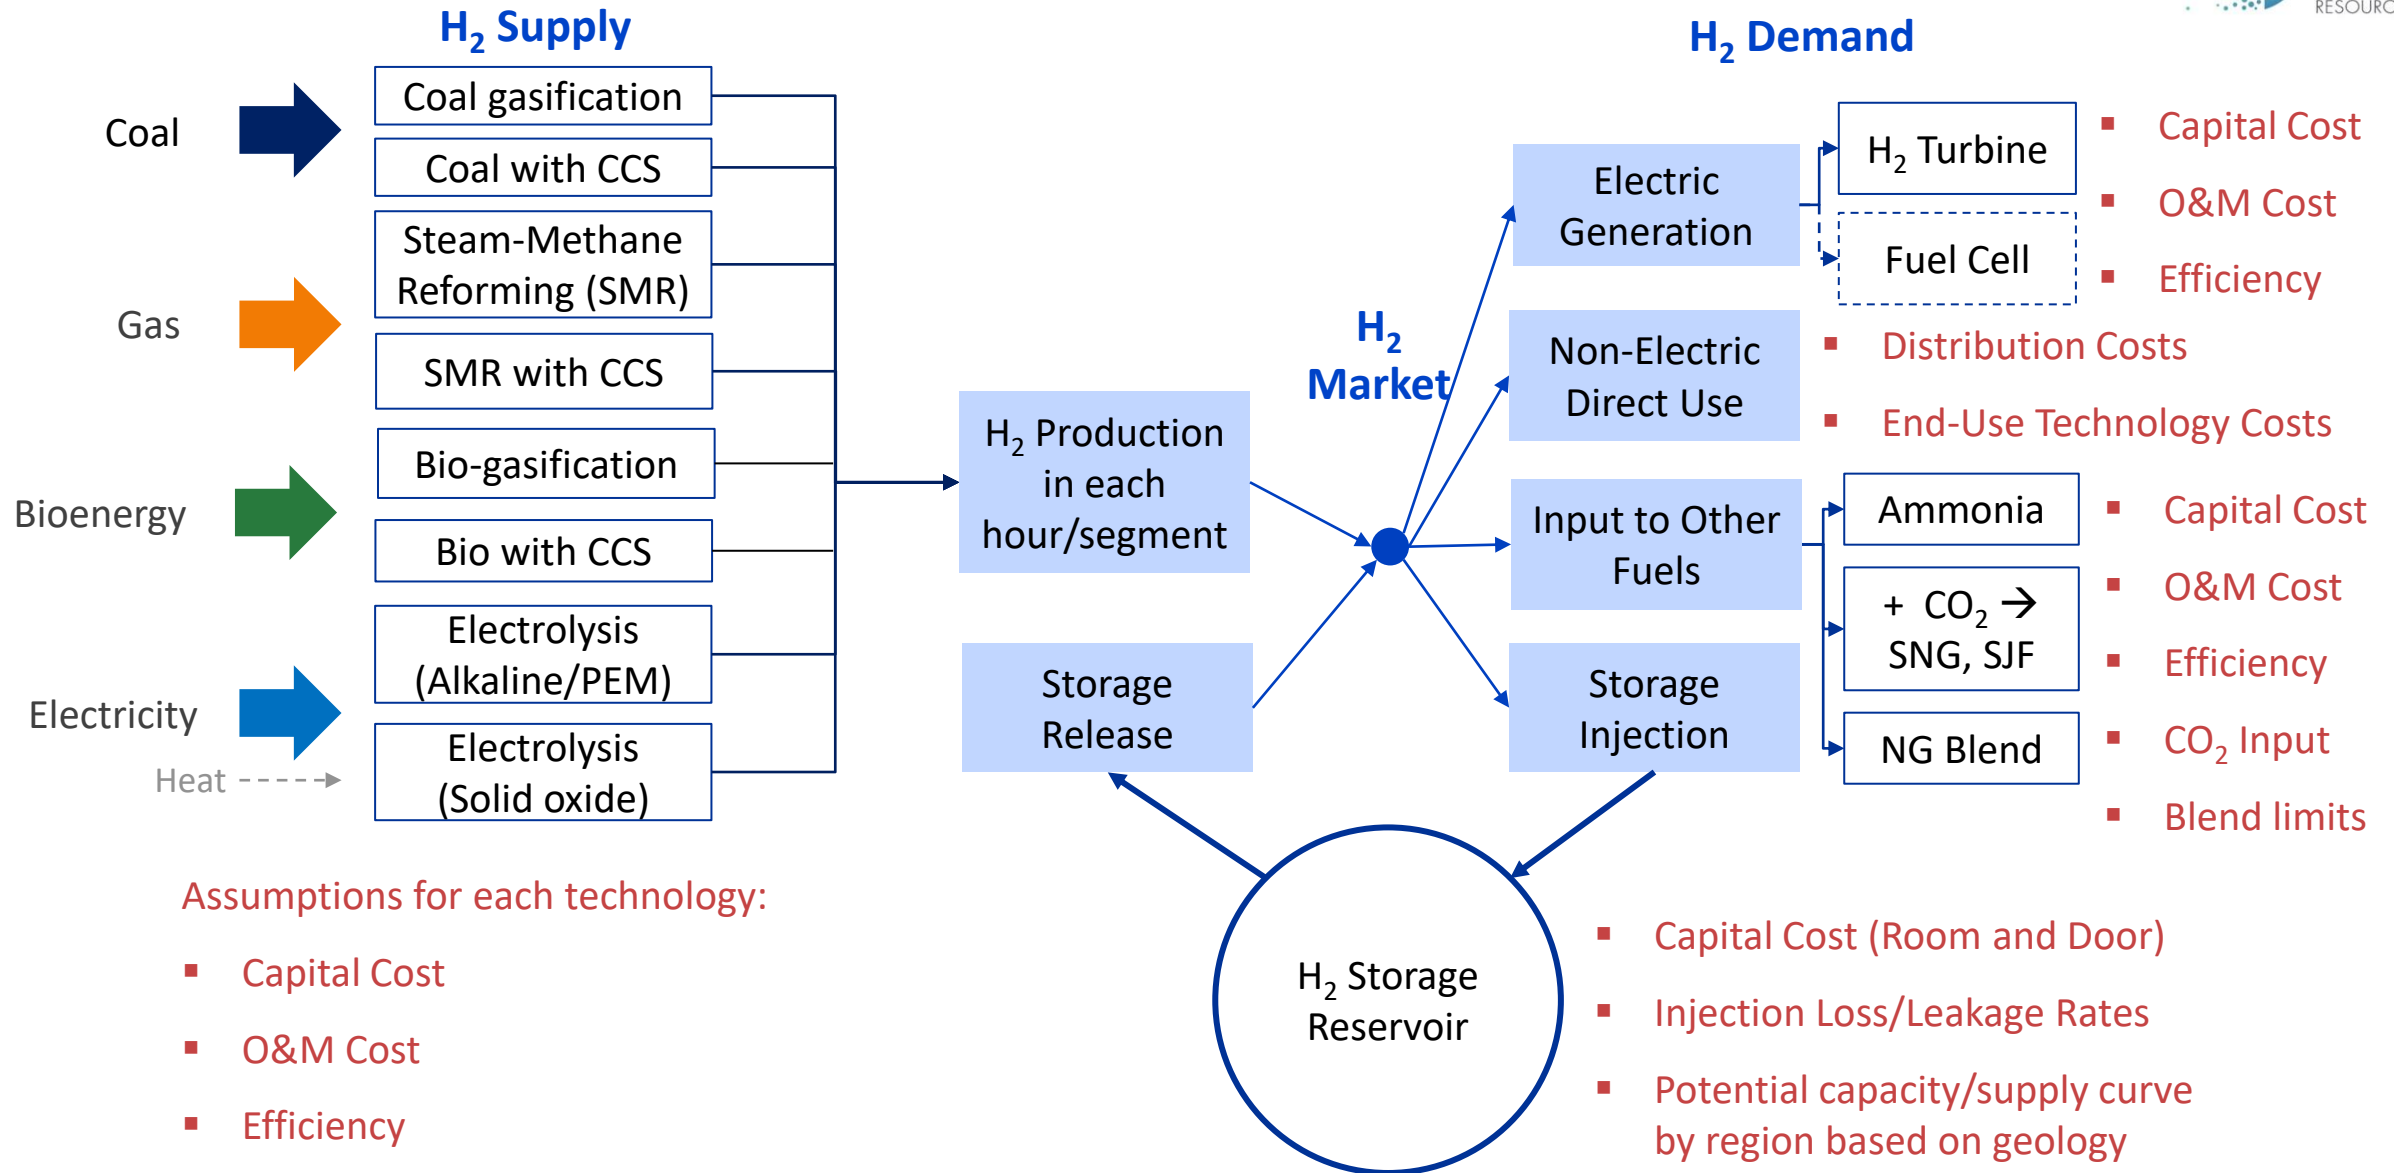 RESOURC
H₂ Supply
Coal
Gas
Bioenergy
Electricity
Heat
Coal gasification
Coal with CCS
Steam-Methane
Reforming (SMR)
SMR with CCS
Bio-gasification
Bio with CCS
Electrolysis
(Alkaline/PEM)
Electrolysis
(Solid oxide)
Assumptions for each technology:
▪ Capital Cost
▪ O&M Cost
▪ Efficiency
H₂ Production
in each
hour/segment
Storage
Release
H₂
Market
H₂ Demand
Electric
Generation
H₂ Turbine
Fuel Cell
▪ Capital Cost
▪ O&M Cost
▪ Efficiency
Non-Electric
Direct Use
▪ Distribution Costs
▪ End-Use Technology Costs
Input to Other
Fuels
Ammonia
+ CO₂ →
SNG, SJF
NG Blend
▪ Capital Cost
▪ O&M Cost
▪ Efficiency
▪ CO₂ Input
▪ Blend limits
Storage
Injection
H₂ Storage
Reservoir
▪ Capital Cost (Room and Door)
▪ Injection Loss/Leakage Rates
▪ Potential capacity/supply curve
by region based on geology